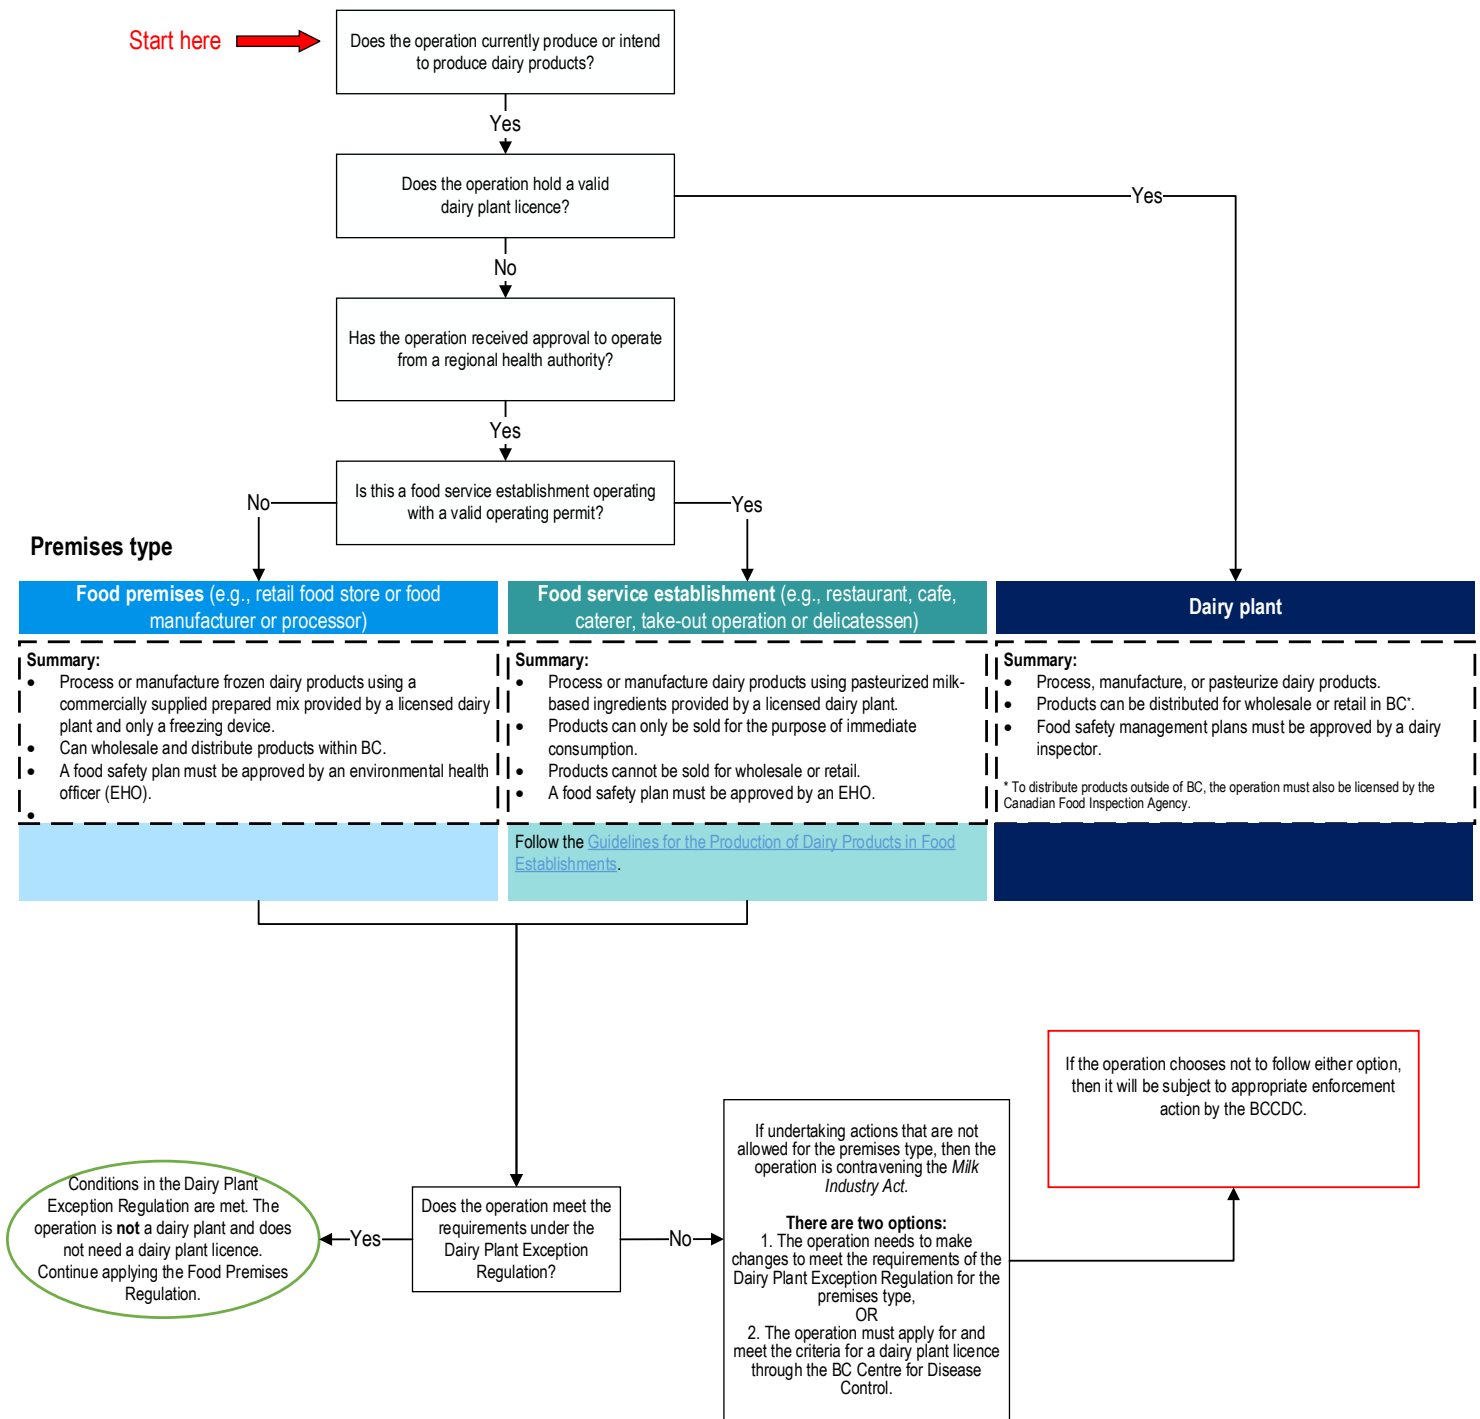 Start here
Does the operation currently produce or intend
to produce dairy products?
Yes
Does the operation hold a valid
dairy plant licence?
Yes
No
Has the operation received approval to operate
from a regional health authority?
Yes
Is this a food service establishment operating
with a valid operating permit?
No
Yes
Premises type
Food premises (e.g., retail food store or food
manufacturer or processor)
Summary:
• Process or manufacture frozen dairy products using a
commercially supplied prepared mix provided by a licensed dairy
plant and only a freezing device.
• Can wholesale and distribute products within BC.
• A food safety plan must be approved by an environmental health
officer (EHO).
•
Food service establishment (e.g., restaurant, cafe,
caterer, take-out operation or delicatessen)
Summary:
• Process or manufacture dairy products using pasteurized milk-
based ingredients provided by a licensed dairy plant.
• Products can only be sold for the purpose of immediate
consumption.
• Products cannot be sold for wholesale or retail.
• A food safety plan must be approved by an EHO.
Follow the Guidelines for the Production of Dairy Products in Food
Establishments.
Dairy plant
Summary:
• Process, manufacture, or pasteurize dairy products.
• Products can be distributed for wholesale or retail in BC*.
• Food safety management plans must be approved by a dairy
inspector.
* To distribute products outside of BC, the operation must also be licensed by the
Canadian Food Inspection Agency.
Does the operation meet the
requirements under the
Dairy Plant Exception
Regulation?
Yes
Conditions in the Dairy Plant
Exception Regulation are met. The
operation is not a dairy plant and does
not need a dairy plant licence.
Continue applying the Food Premises
Regulation.
No
If undertaking actions that are not
allowed for the premises type, then the
operation is contravening the Milk
Industry Act.
There are two options:
1. The operation needs to make
changes to meet the requirements of the
Dairy Plant Exception Regulation for the
premises type,
OR
2. The operation must apply for and
meet the criteria for a dairy plant licence
through the BC Centre for Disease
Control.
If the operation chooses not to follow either option,
then it will be subject to appropriate enforcement
action by the BCCDC.